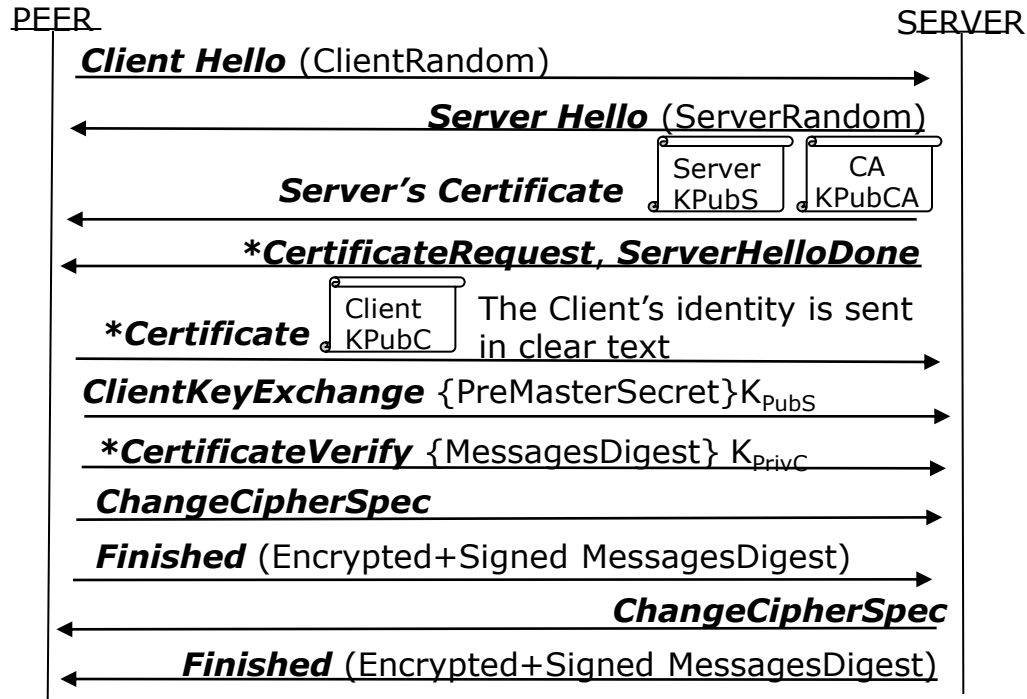 PEER
SERVER
Client Hello (ClientRandom)
Server Hello (ServerRandom)
Server's Certificate
Server
KPubS
CA
KPubCA
*CertificateRequest, ServerHelloDone
*Certificate
Client
KPubC
The Client's identity is sent
in clear text
ClientKeyExchange {PreMasterSecret}KPubS
*CertificateVerify {MessagesDigest} KPrivC
ChangeCipherSpec
Finished (Encrypted+Signed MessagesDigest)
ChangeCipherSpec
Finished (Encrypted+Signed MessagesDigest)